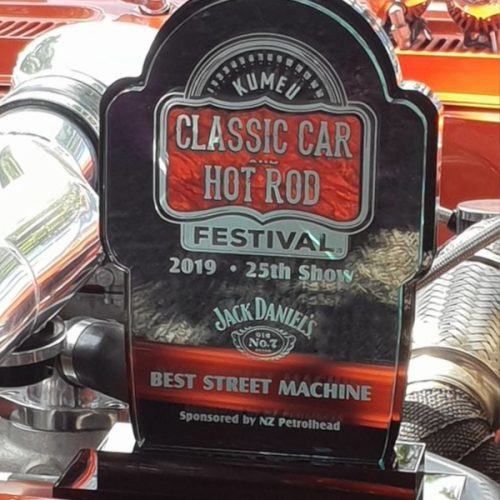 KUMEU
CLASSIC CAR
AND
HOT ROD
FESTIVAL
2019 • 25th Show
JACK DANIEL'S
OLD
No.7
BRAND
BEST STREET MACHINE
Sponsored by NZ Petrolhead